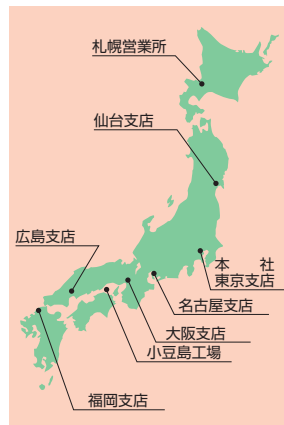 札幌営業所
仙台支店
広島支店
本　社
東京支店
名古屋支店
大阪支店
小豆島工場
福岡支店